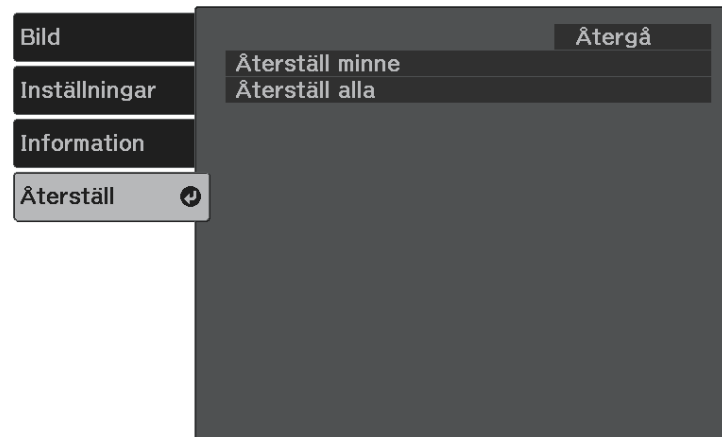 Bild
Inställningar
Information
Återställ
Återgå
Återställ minne
Återställ alla